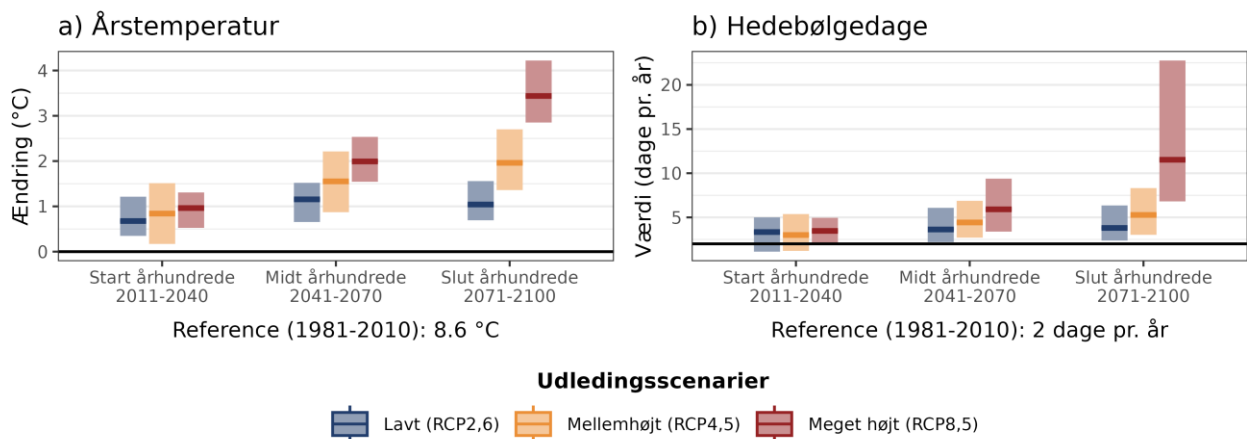 a) Årstemperatur
Ændring (°C)
4
3
2
1
0
Start århundrede
2011-2040
Midt århundrede
2041-2070
Slut århundrede
2071-2100
Reference (1981-2010): 8.6 °C
b) Hedebølgedage
Værdi (dage pr. år)
20
15
10
5
Start århundrede
2011-2040
Midt århundrede
2041-2070
Slut århundrede
2071-2100
Reference (1981-2010): 2 dage pr. år
Udledingsscenarier
Lavt (RCP2,6)
Mellemhøjt (RCP4,5)
Meget højt (RCP8,5)